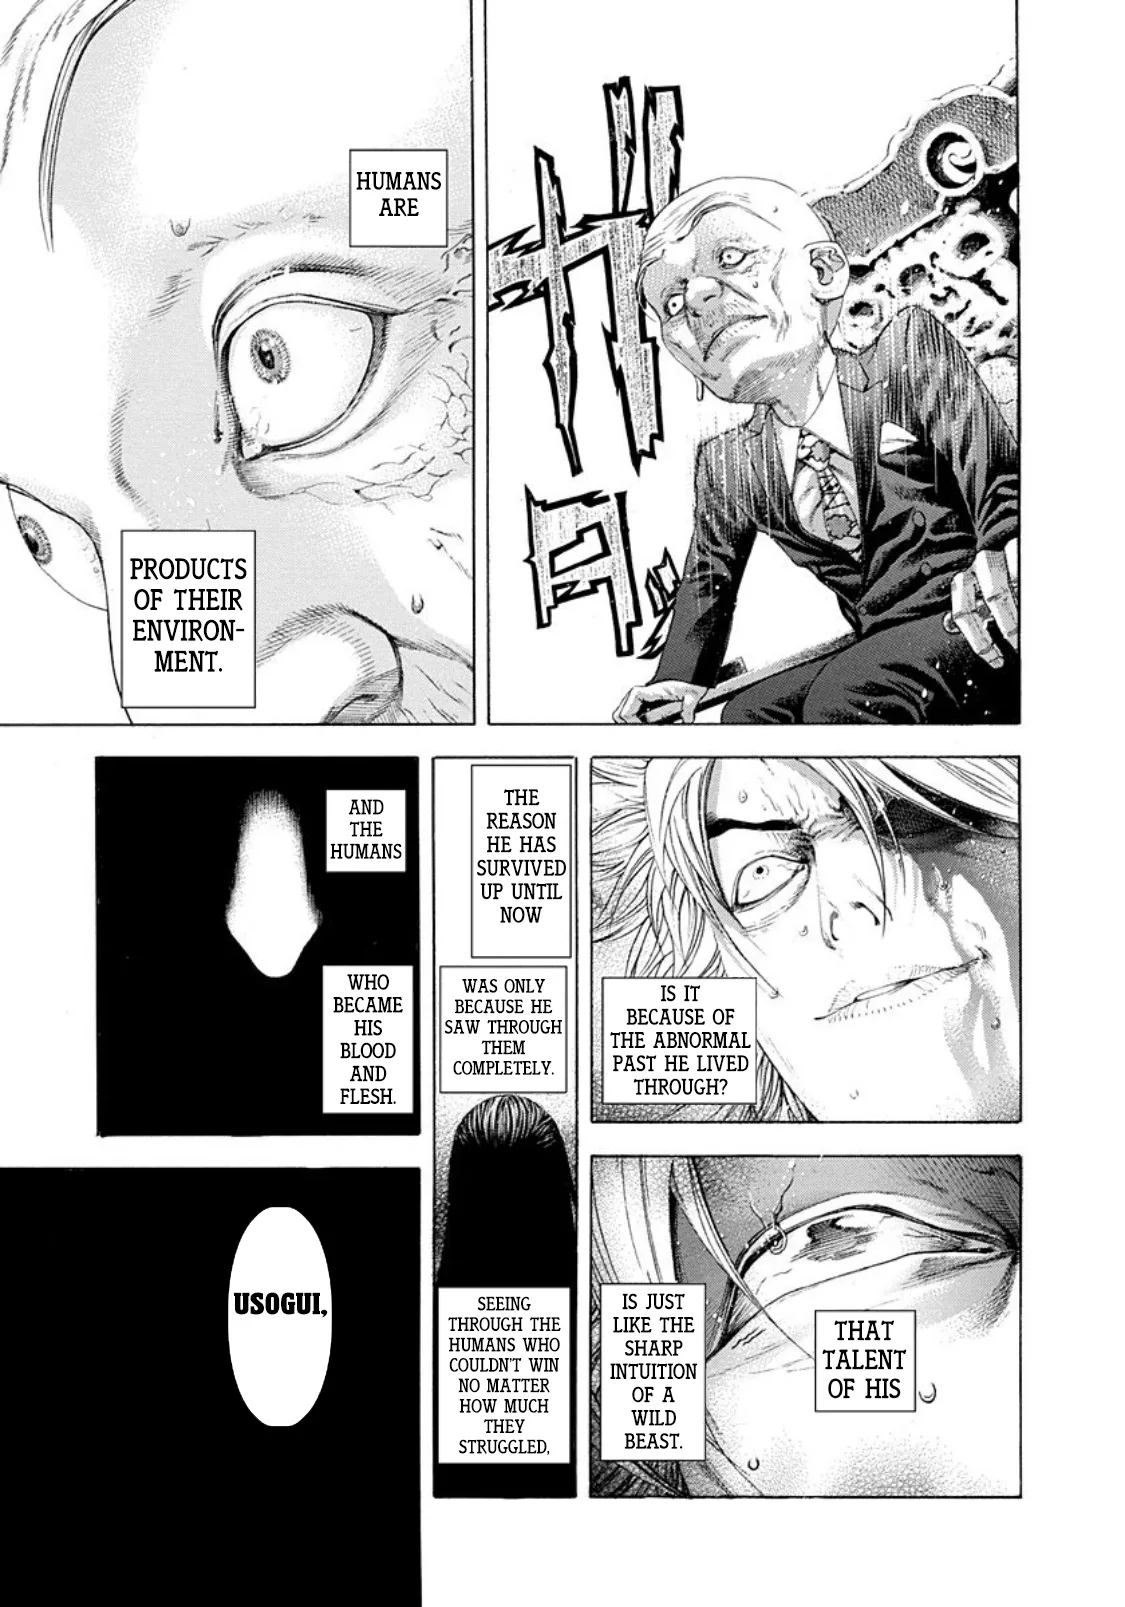 ガタッ
HUMANS
ARE
PRODUCTS
OF THEIR
ENVIRON-
MENT.
IS IT
BECAUSE OF
THE ABNORMAL
PAST HE LIVED
THROUGH?
THAT
TALENT
OF HIS
IS JUST
LIKE THE
SHARP
INTUITION
OF A
WILD
BEAST.
THE
REASON
HE HAS
SURVIVED
UP UNTIL
NOW
WAS ONLY
BECAUSE HE
SAW THROUGH
THEM
COMPLETELY.
SEEING
THROUGH THE
HUMANS WHO
COULDN'T WIN
NO MATTER
HOW MUCH
THEY
STRUGGLED,
AND
THE
HUMANS
WHO
BECAME
HIS
BLOOD
AND
FLESH.
USOGUI,